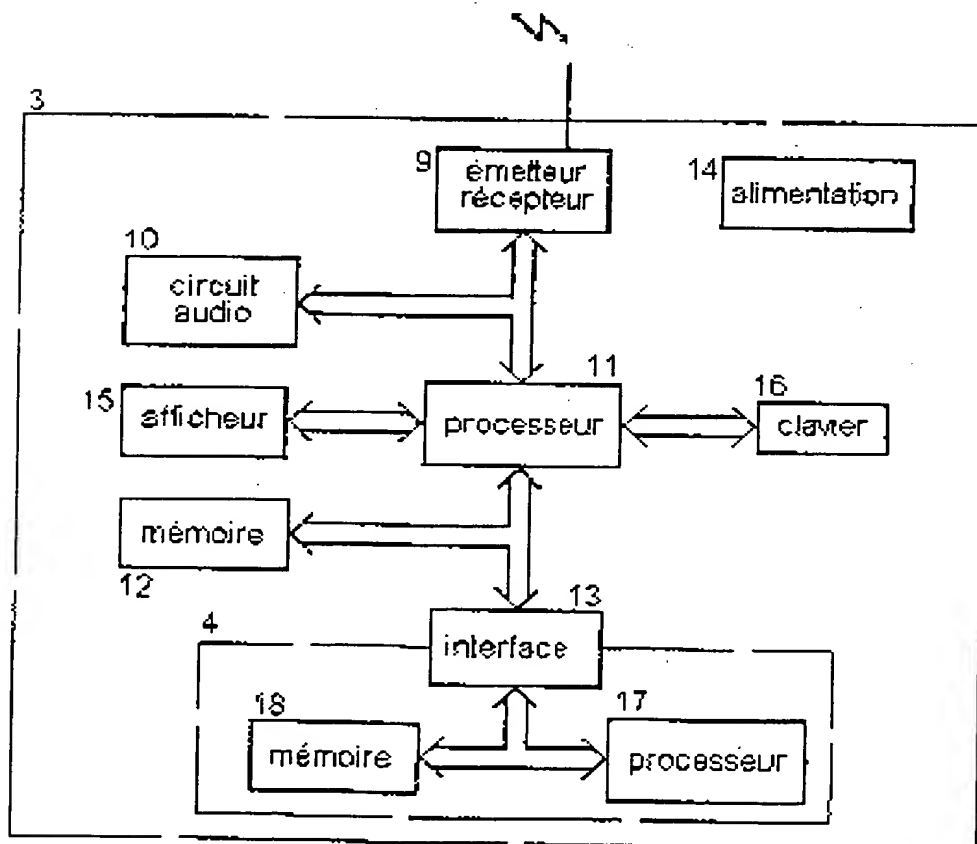 3
9
émetteur
récepteur
14
alimentation
10
circuit
audio
11
processeur
15
afficheur
16
clavier
mémoire
12
13
interface
4
18
mémoire
17
processeur